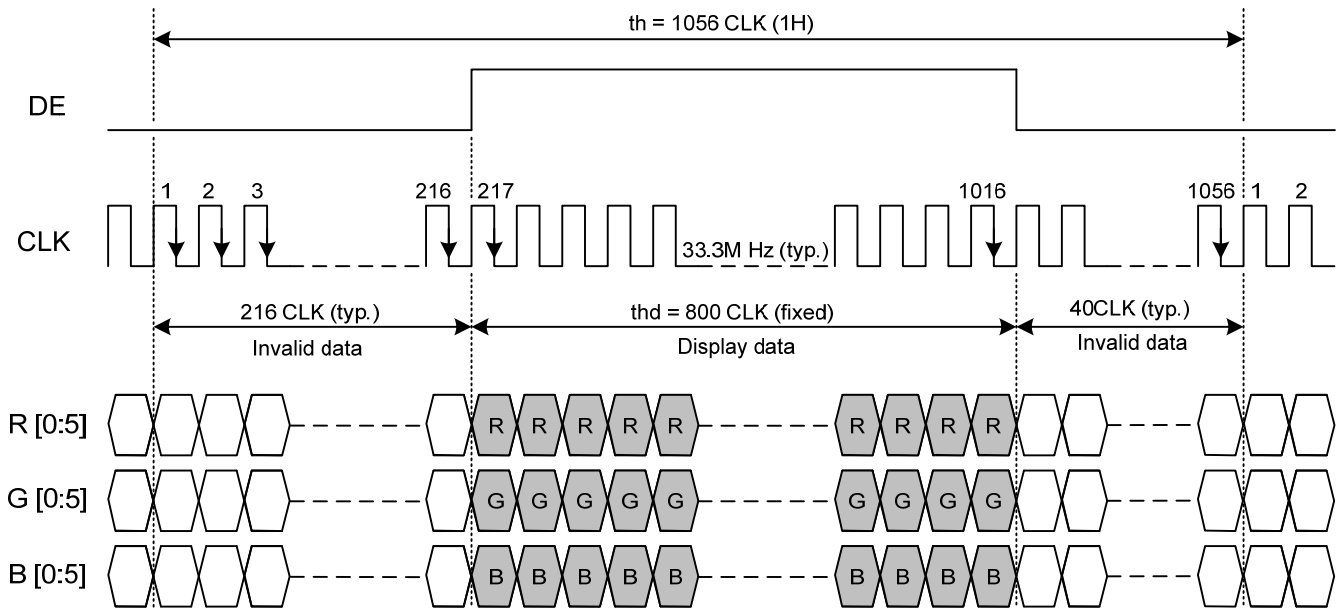 th = 1056 CLK (1H)
DE
1 2 3 216 217 1016 1056 1 2
CLK
33.3M Hz (typ.)
216 CLK (typ.) thd = 800 CLK (fixed) 40CLK (typ.)
Invalid data Display data Invalid data
R [0:5] R R R R R R R R R
G [0:5] G G G G G G G G G
B [0:5] B B B B B B B B B